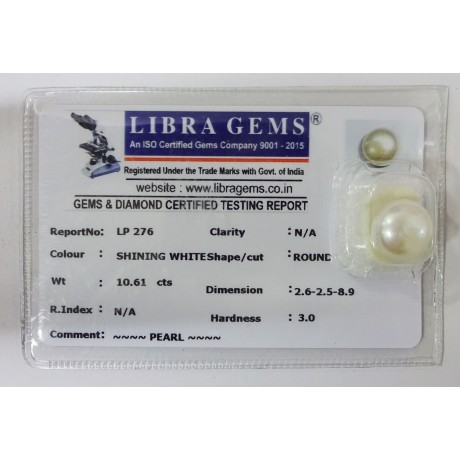 LIBRA GEMS®
An ISO Certified Gems Company 9001 - 2015
Registered Under the Trade Marks with Govt. of India
website : www.libragems.co.in
GEMS & DIAMOND CERTIFIED TESTING REPORT
ReportNo: LP 276 Clarity : N/A
Colour : SHINING WHITE Shape/cut : ROUND
Wt : 10.61 cts Dimension : 2.6-2.5-8.9
R.Index : N/A Hardness : 3.0
Comment: ~~~~ PEARL ~~~~